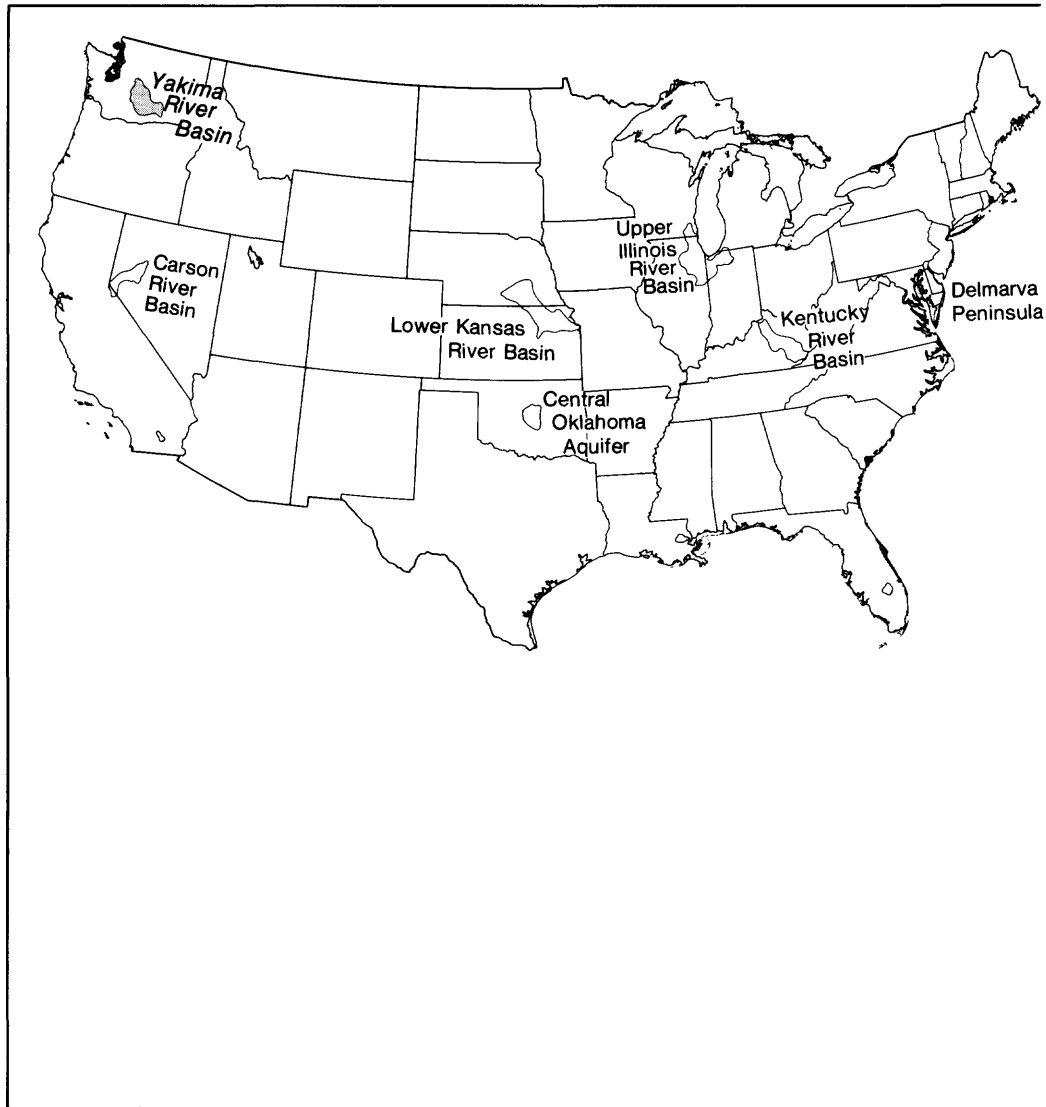 Yakima
River
Basin
Carson
River
Basin
Lower Kansas
River Basin
Central
Oklahoma
Aquifer
Upper
Illinois
River
Basin
Kentucky
River
Basin
Delmarva
Peninsula